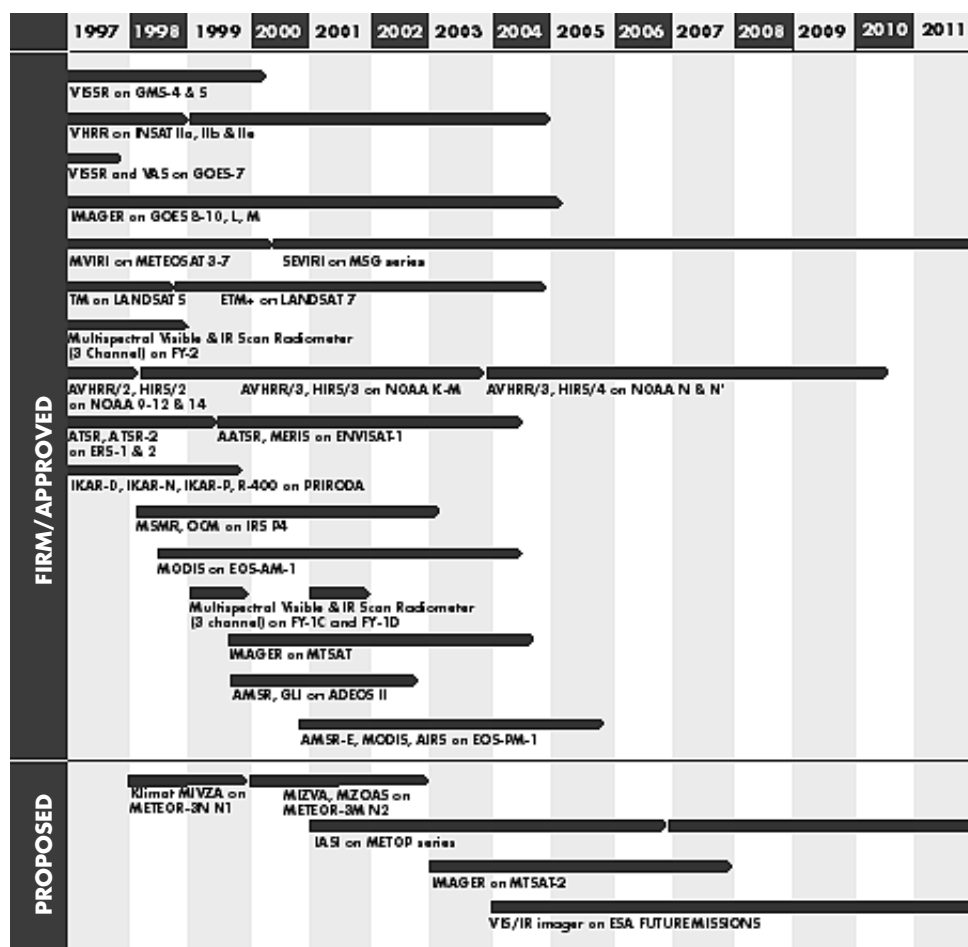 1997 1998 1999 2000 2001 2002 2003 2004 2005 2006 2007 2008 2009 2010 2011
FIRM/APPROVED
VISSR on GMS-4 & 5
VHRR on INSAT IIa, IIb & IIe
VISSR and VAS on GOES-7
IMAGER on GOES 8-10, L, M
MVIRI on METEOSAT 3-7 SEVIRI on MSG series
TM on LANDSAT 5 ETM+ on LANDSAT 7
Multispectral Visible & IR Scan Radiometer
(3 Channel) on FY-2
AVHRR/2, HIRS/2 AVHRR/3, HIRS/3 on NOAA K-M AVHRR/3, HIRS/4 on NOAA N & N'
on NOAA 9-12 & 14
ATSR, ATSR-2 AATSR, MERIS on ENVISAT-1
on ERS-1 & 2
IKAR-D, IKAR-N, IKAR-P, R-400 on PRIRODA
MSMR, OCM on IRS P4
MODIS on EOS-AM-1
Multispectral Visible & IR Scan Radiometer
(3 channel) on FY-1C and FY-1D
IMAGER on MTSAT
AMSR, GLI on ADEOS II
AMSR-E, MODIS, AIRS on EOS-PM-1
PROPOSED
Klimat MIVZA on MIZVA, MZOAS on
METEOR-3N N1 METEOR-3M N2
IASI on METOP series
IMAGER on MTSAT-2
VIS/IR imager on ESA FUTURE MISSIONS